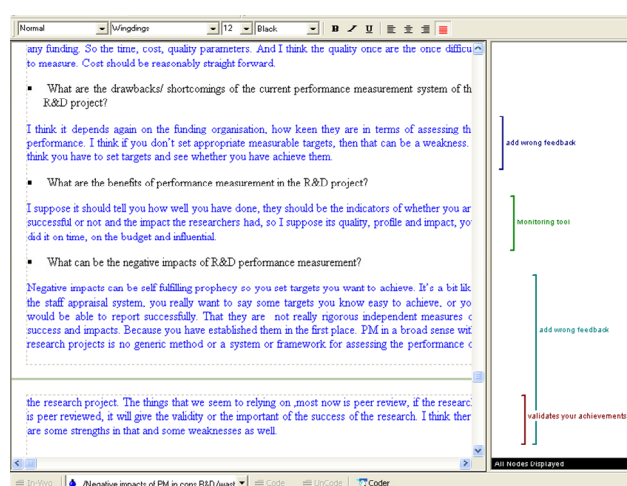 Normal Wingdings 12 Black B I U
any funding. So the time, cost, quality parameters. And I think the quality once are the once difficu
to measure. Cost should be reasonably straight forward.
▪ What are the drawbacks/ shortcomings of the current performance measurement system of th
R&D project?
I think it depends again on the funding organisation, how keen they are in terms of assessing th
performance. I think if you don't set appropriate measurable targets, then that can be a weakness.
think you have to set targets and see whether you have achieve them.
▪ What are the benefits of performance measurement in the R&D project?
I suppose it should tell you how well you have done, they should be the indicators of whether you ar
successful or not and the impact the researchers had, so I suppose its quality, profile and impact, yo
did it on time, on the budget and influential.
▪ What can be the negative impacts of R&D performance measurement?
Negative impacts can be self fulfilling prophecy so you set targets you want to achieve. It's a bit lik
the staff appraisal system, you really want to say some targets you know easy to achieve, or yo
would be able to report successfully. That they are not really rigorous independent measures o
success and impacts. Because you have established them in the first place. PM in a broad sense wit
research projects is no generic method or a system or framework for assessing the performance o
the research project. The things that we seem to relying on ,most now is peer review, if the researc
is peer reviewed, it will give the validity or the important of the success of the research. I think ther
are some strengths in that and some weaknesses as well.
add wrong feedback
Monitoring tool
add wrong feedback
validates your achievements
All Nodes Displayed
In-Vivo /Negative impacts of PM in cons R&D/wast Code UnCode Coder